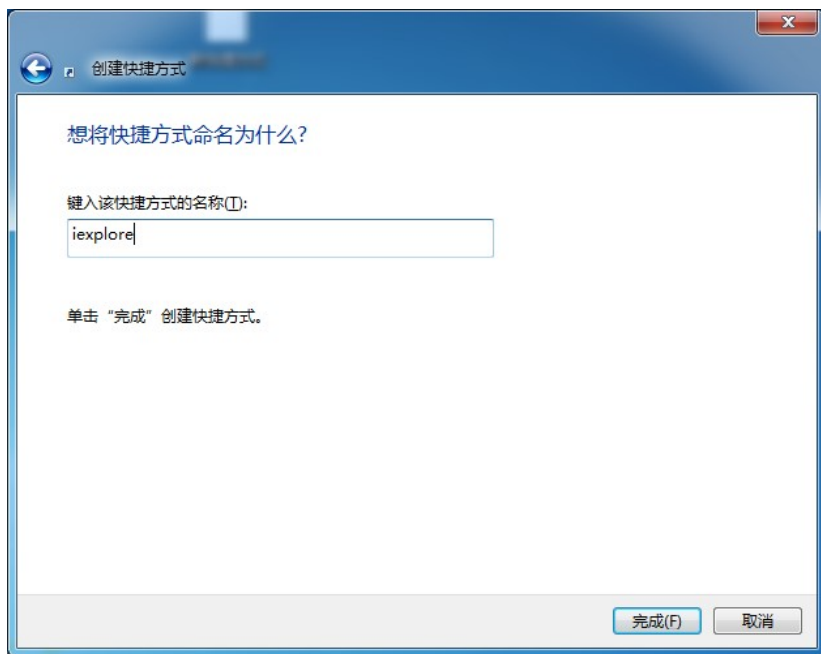 创建快捷方式
想将快捷方式命名为什么?
键入该快捷方式的名称(T):
iexplore
单击“完成”创建快捷方式。
完成(F)
取消